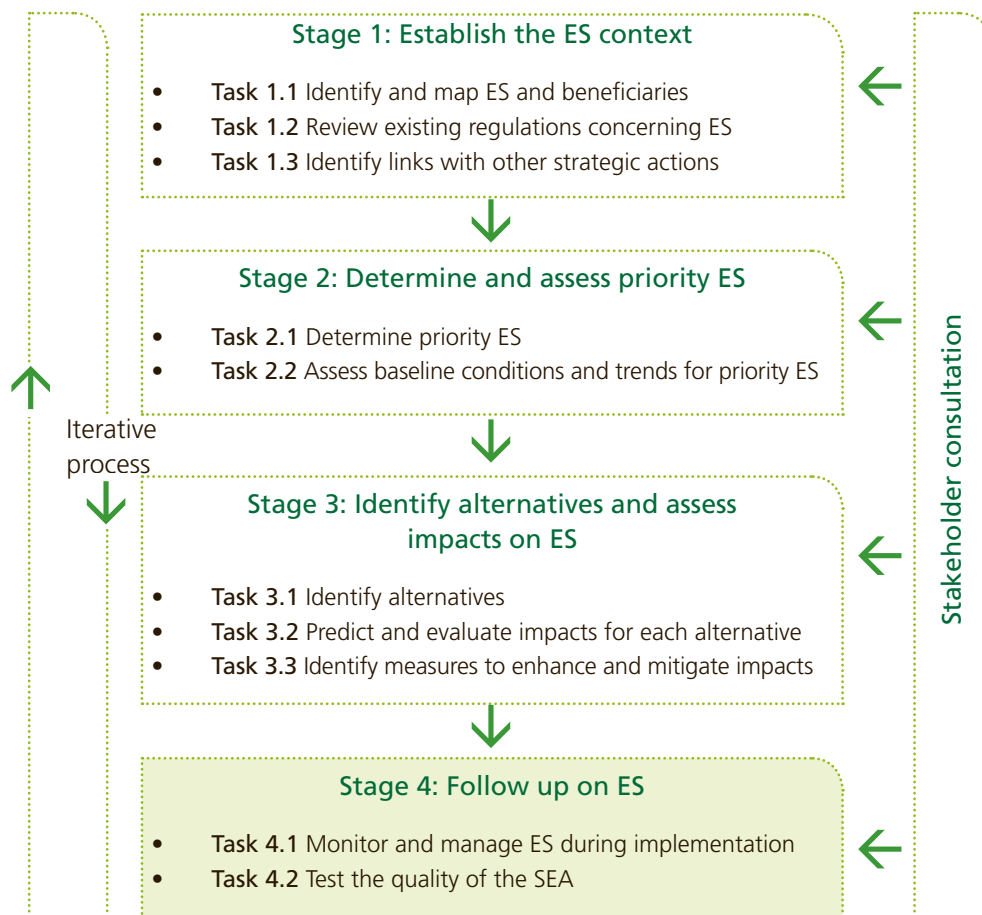 Stage 1: Establish the ES context
• Task 1.1 Identify and map ES and beneficiaries
• Task 1.2 Review existing regulations concerning ES
• Task 1.3 Identify links with other strategic actions
Stage 2: Determine and assess priority ES
• Task 2.1 Determine priority ES
• Task 2.2 Assess baseline conditions and trends for priority ES
Iterative
process
Stage 3: Identify alternatives and assess
impacts on ES
• Task 3.1 Identify alternatives
• Task 3.2 Predict and evaluate impacts for each alternative
• Task 3.3 Identify measures to enhance and mitigate impacts
Stage 4: Follow up on ES
• Task 4.1 Monitor and manage ES during implementation
• Task 4.2 Test the quality of the SEA
Stakeholder consultation